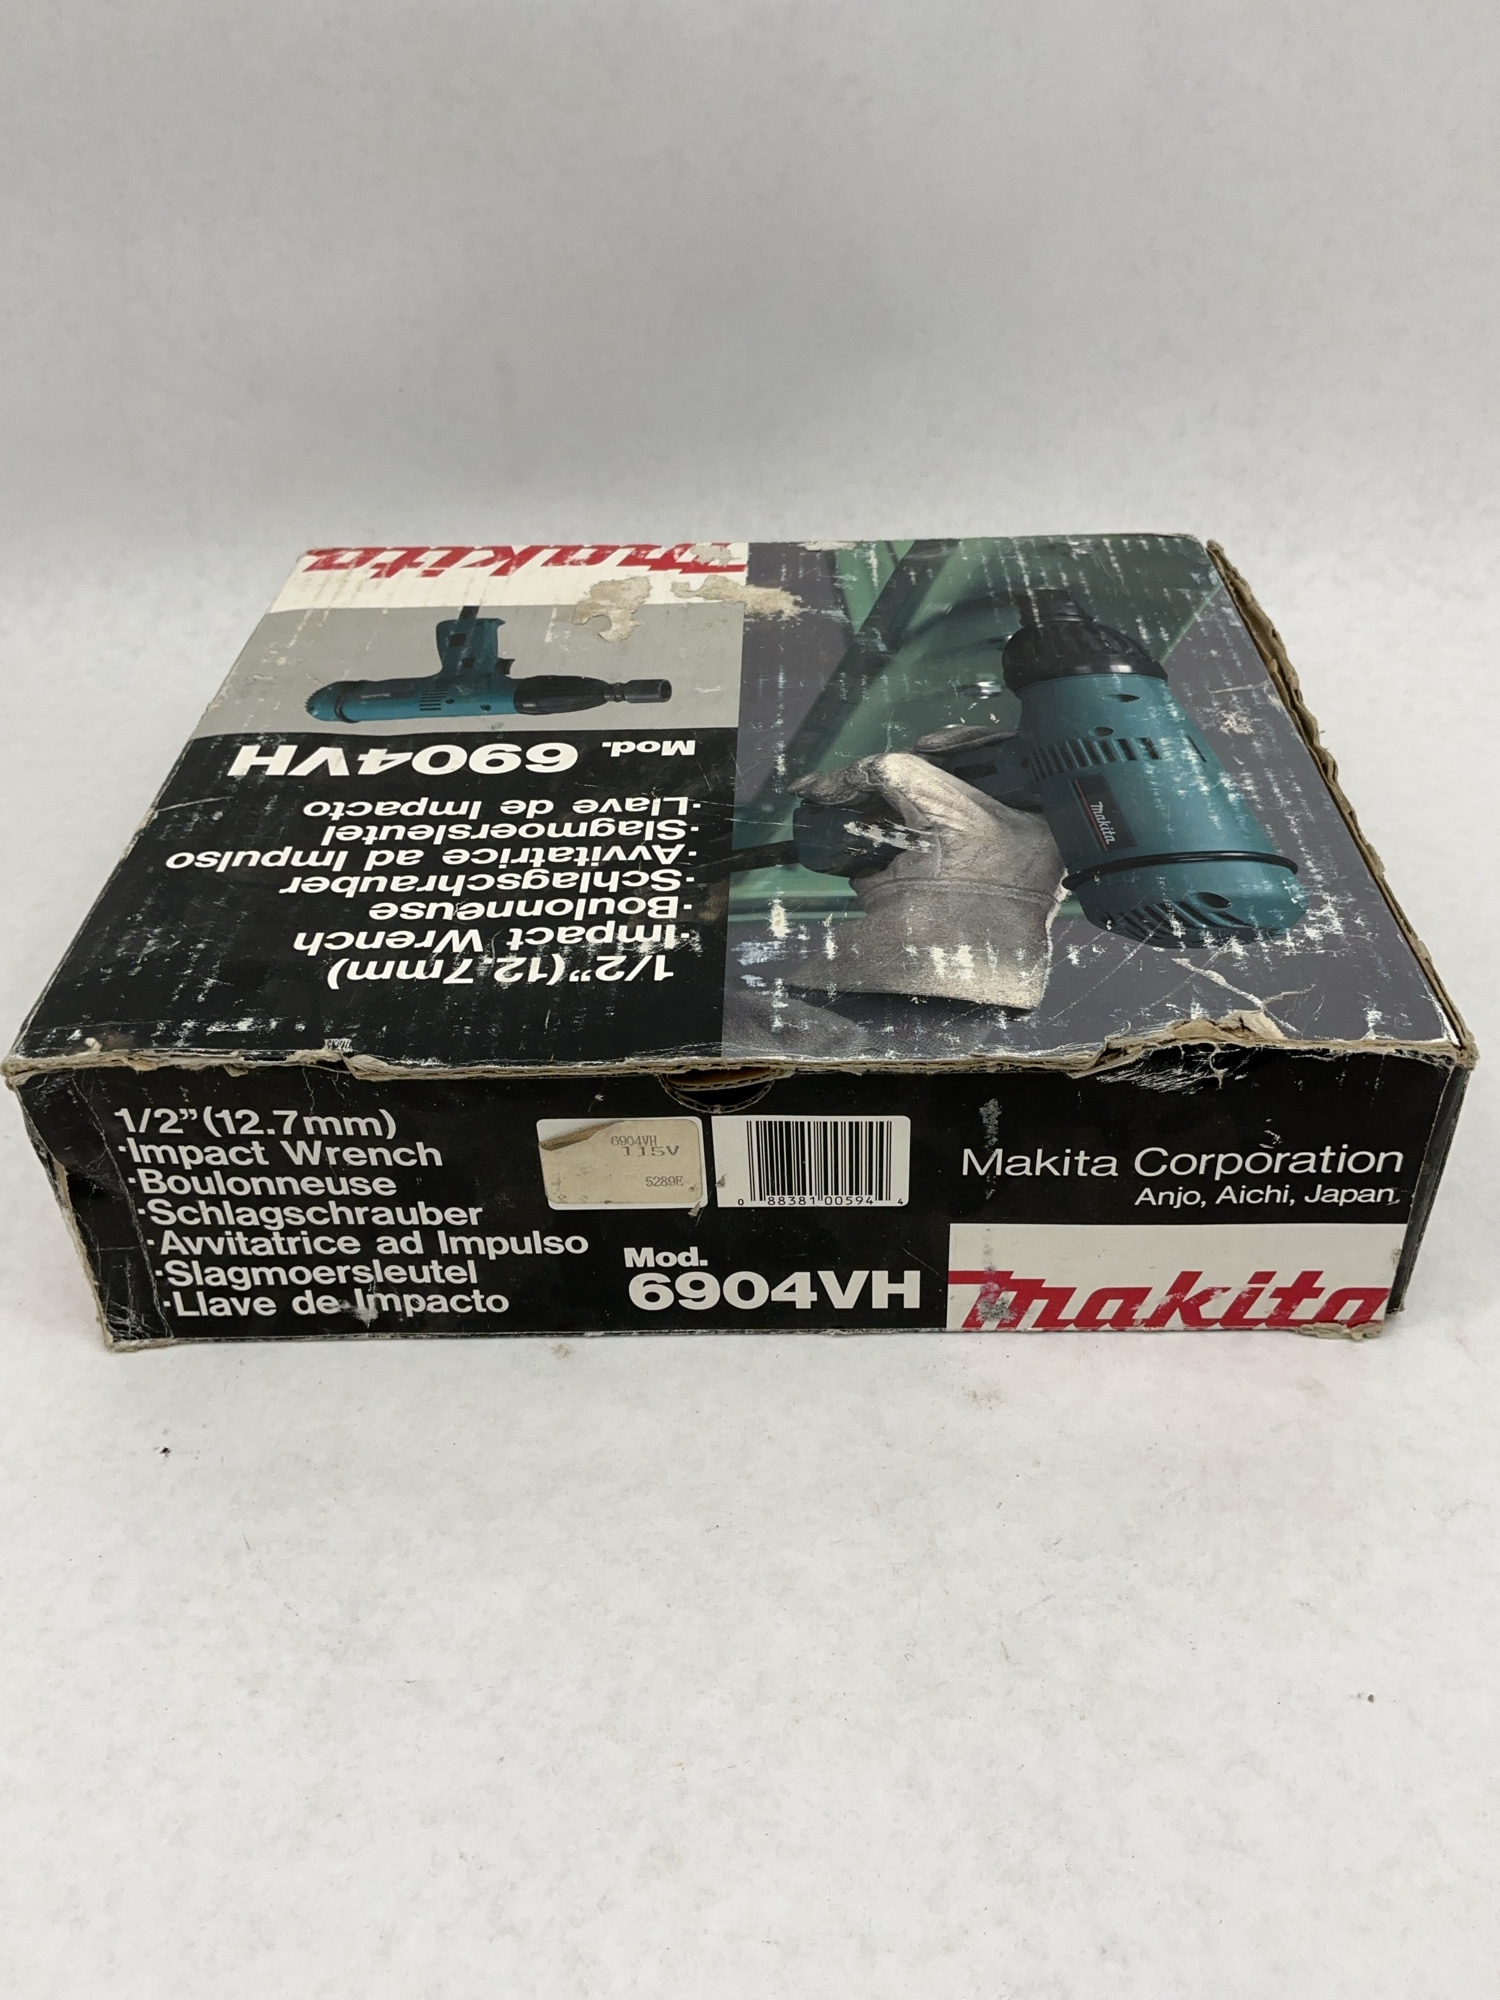 makita
Mod. 6904VH
·Llave de Impacto
·Slagmoersleutel
·Avvitatrice ad Impulso
·Schlagschrauber
·Boulonneuse
·Impact Wrench
1/2"(12.7mm)
makita
1/2"(12.7mm)
·Impact Wrench
·Boulonneuse
·Schlagschrauber
·Avvitatrice ad Impulso
·Slagmoersleutel
·Llave de Impacto
6904VH
115V
5289E
0 88381 00594 4
Mod.
6904VH
Makita Corporation
Anjo, Aichi, Japan
makita